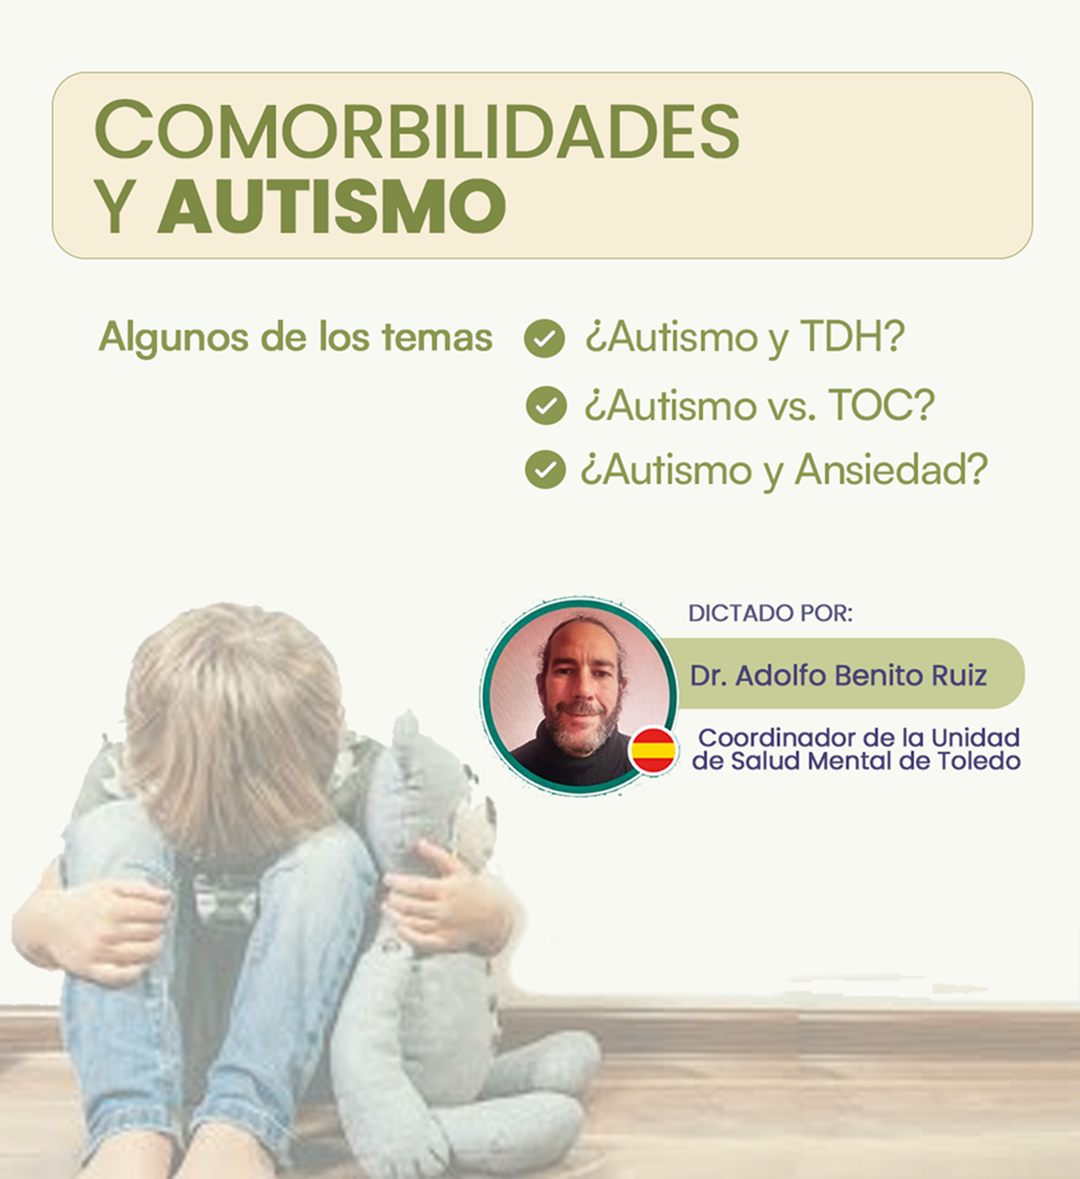 COMORBILIDADES
Y AUTISMO
Algunos de los temas
¿Autismo y TDH?
¿Autismo vs. TOC?
¿Autismo y Ansiedad?
DICTADO POR:
Dr. Adolfo Benito Ruiz
Coordinador de la Unidad
de Salud Mental de Toledo